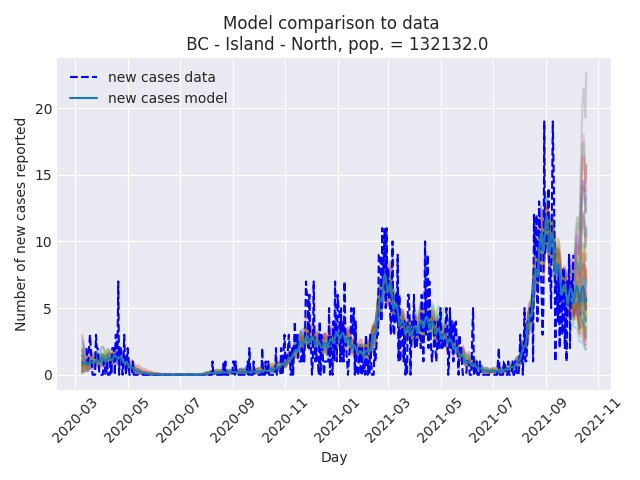 Model comparison to data
BC - Island - North, pop. = 132132.0
new cases data
new cases model
Number of new cases reported
20
15
10
5
0
2020-03
2020-05
2020-07
2020-09
2020-11
2021-01
2021-03
2021-05
2021-07
2021-09
2021-11
Day